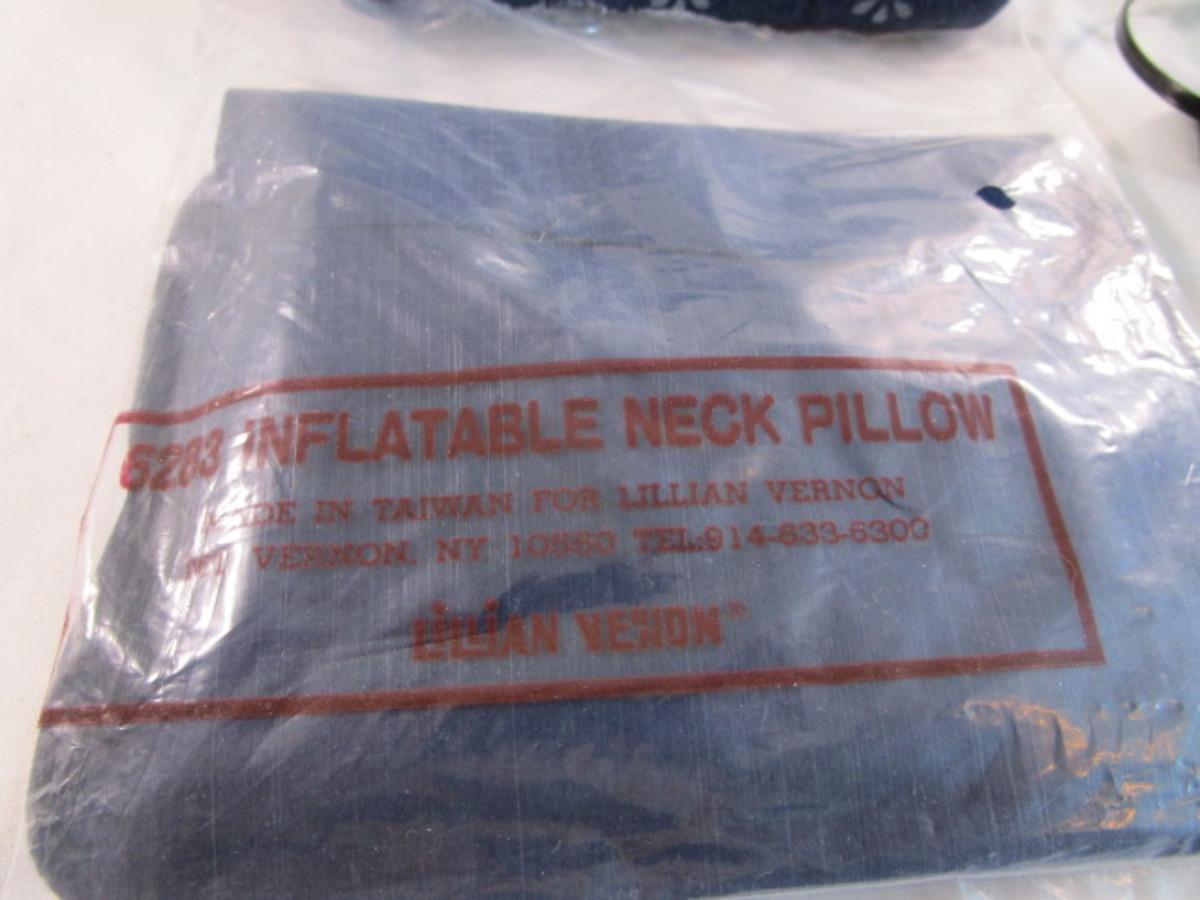 6283 INFLATABLE NECK PILLOW
MADE IN TAIWAN FOR LILLIAN VERNON
MT. VERNON, NY 10550 TEL:914-633-6300
LILLIAN VERNON®